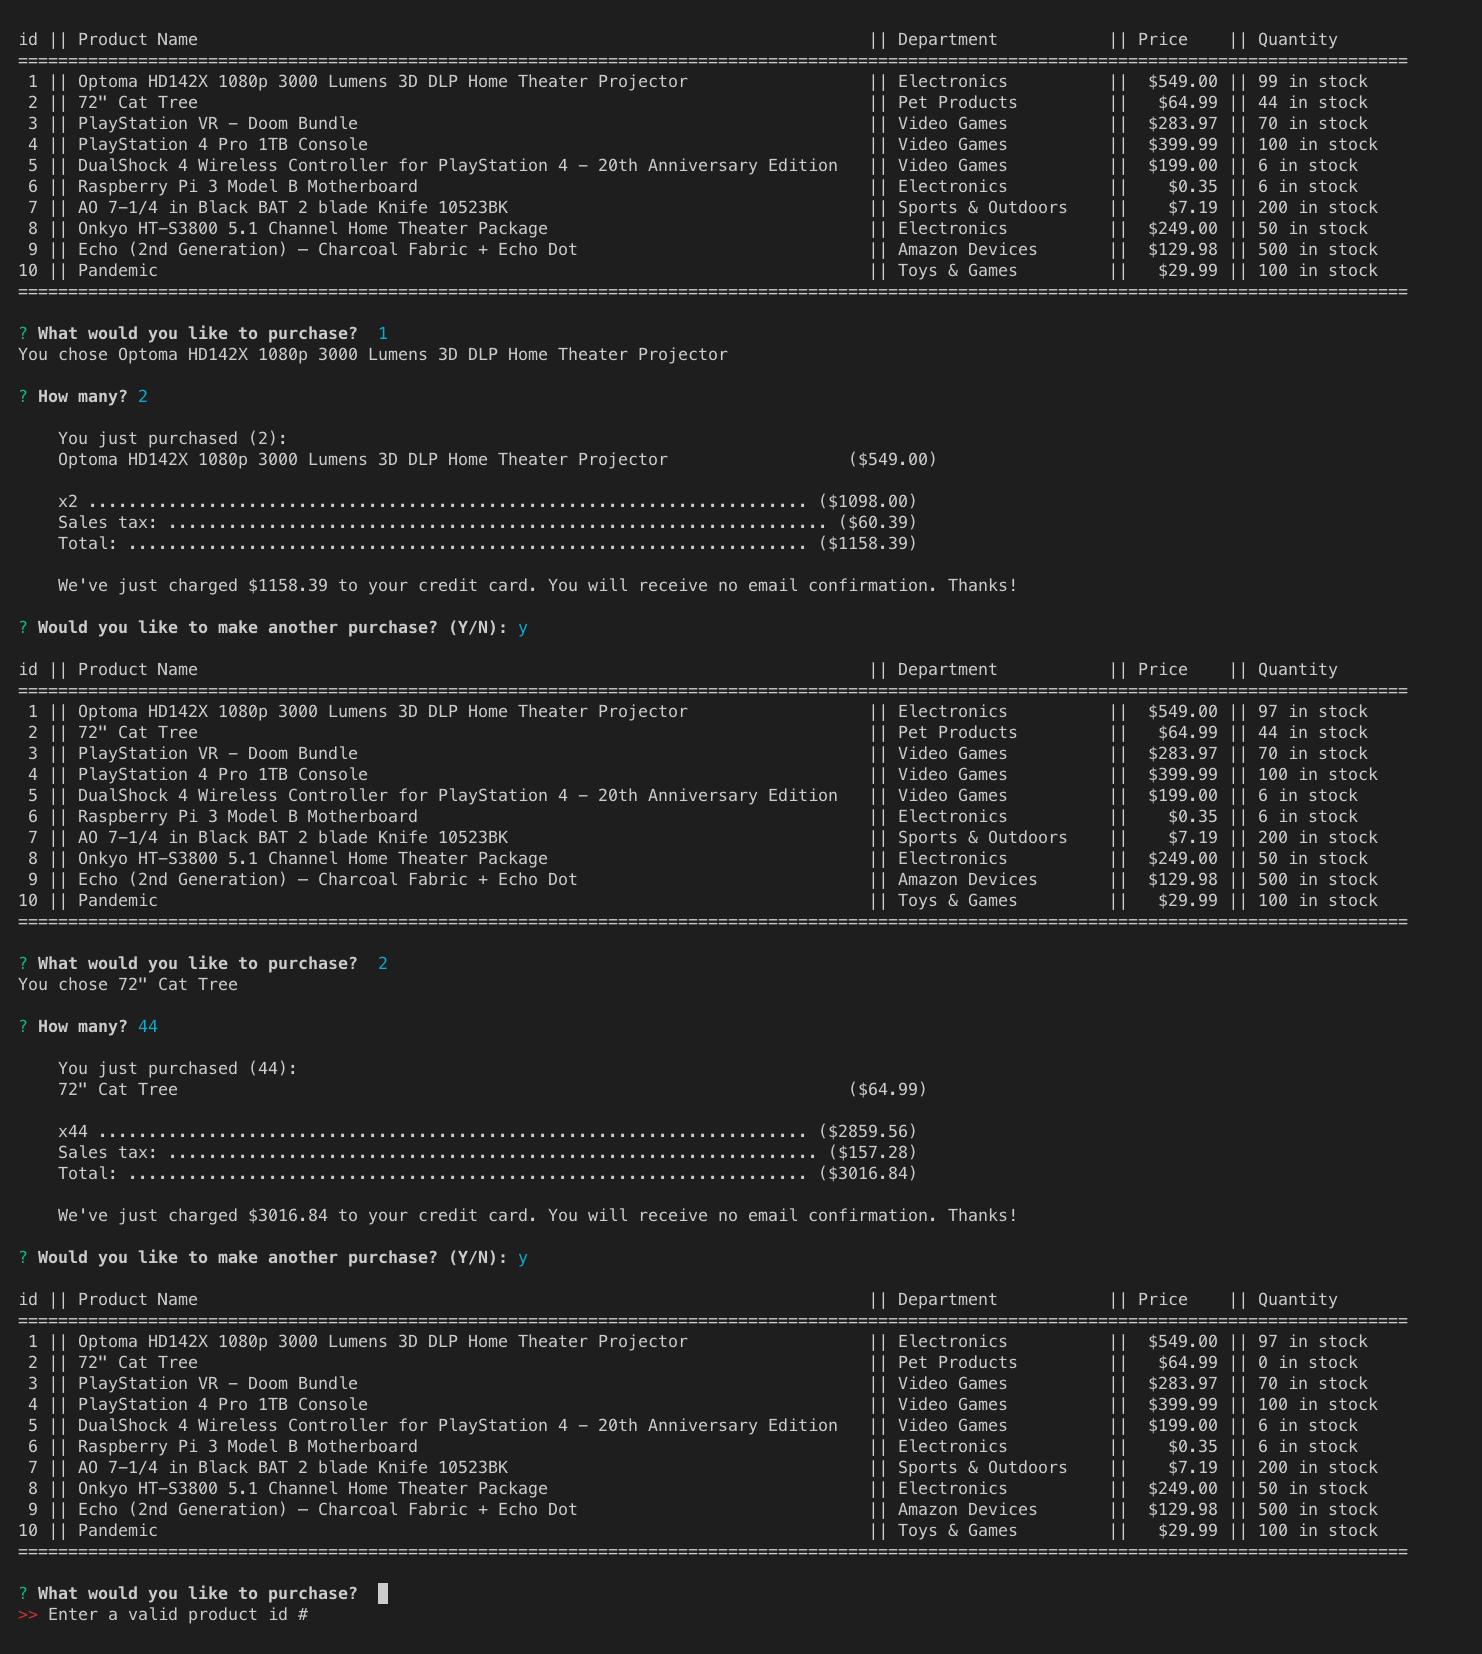 id || Product Name || Department || Price || Quantity
===========================================================================================================================================
1 || Optoma HD142X 1080p 3000 Lumens 3D DLP Home Theater Projector || Electronics || $549.00 || 99 in stock
2 || 72" Cat Tree || Pet Products || $64.99 || 44 in stock
3 || PlayStation VR - Doom Bundle || Video Games || $283.97 || 70 in stock
4 || PlayStation 4 Pro 1TB Console || Video Games || $399.99 || 100 in stock
5 || DualShock 4 Wireless Controller for PlayStation 4 - 20th Anniversary Edition || Video Games || $199.00 || 6 in stock
6 || Raspberry Pi 3 Model B Motherboard || Electronics || $0.35 || 6 in stock
7 || AO 7-1/4 in Black BAT 2 blade Knife 10523BK || Sports & Outdoors || $7.19 || 200 in stock
8 || Onkyo HT-S3800 5.1 Channel Home Theater Package || Electronics || $249.00 || 50 in stock
9 || Echo (2nd Generation) – Charcoal Fabric + Echo Dot || Amazon Devices || $129.98 || 500 in stock
10 || Pandemic || Toys & Games || $29.99 || 100 in stock
===========================================================================================================================================
? What would you like to purchase? 1
You chose Optoma HD142X 1080p 3000 Lumens 3D DLP Home Theater Projector
? How many? 2
You just purchased (2):
Optoma HD142X 1080p 3000 Lumens 3D DLP Home Theater Projector ($549.00)
x2 ........................................................................ ($1098.00)
Sales tax: .................................................................. ($60.39)
Total: .................................................................... ($1158.39)
We've just charged $1158.39 to your credit card. You will receive no email confirmation. Thanks!
? Would you like to make another purchase? (Y/N): y
id || Product Name || Department || Price || Quantity
===========================================================================================================================================
1 || Optoma HD142X 1080p 3000 Lumens 3D DLP Home Theater Projector || Electronics || $549.00 || 97 in stock
2 || 72" Cat Tree || Pet Products || $64.99 || 44 in stock
3 || PlayStation VR - Doom Bundle || Video Games || $283.97 || 70 in stock
4 || PlayStation 4 Pro 1TB Console || Video Games || $399.99 || 100 in stock
5 || DualShock 4 Wireless Controller for PlayStation 4 - 20th Anniversary Edition || Video Games || $199.00 || 6 in stock
6 || Raspberry Pi 3 Model B Motherboard || Electronics || $0.35 || 6 in stock
7 || AO 7-1/4 in Black BAT 2 blade Knife 10523BK || Sports & Outdoors || $7.19 || 200 in stock
8 || Onkyo HT-S3800 5.1 Channel Home Theater Package || Electronics || $249.00 || 50 in stock
9 || Echo (2nd Generation) – Charcoal Fabric + Echo Dot || Amazon Devices || $129.98 || 500 in stock
10 || Pandemic || Toys & Games || $29.99 || 100 in stock
===========================================================================================================================================
? What would you like to purchase? 2
You chose 72" Cat Tree
? How many? 44
You just purchased (44):
72" Cat Tree ($64.99)
x44 ....................................................................... ($2859.56)
Sales tax: ................................................................. ($157.28)
Total: .................................................................... ($3016.84)
We've just charged $3016.84 to your credit card. You will receive no email confirmation. Thanks!
? Would you like to make another purchase? (Y/N): y
id || Product Name || Department || Price || Quantity
===========================================================================================================================================
1 || Optoma HD142X 1080p 3000 Lumens 3D DLP Home Theater Projector || Electronics || $549.00 || 97 in stock
2 || 72" Cat Tree || Pet Products || $64.99 || 0 in stock
3 || PlayStation VR - Doom Bundle || Video Games || $283.97 || 70 in stock
4 || PlayStation 4 Pro 1TB Console || Video Games || $399.99 || 100 in stock
5 || DualShock 4 Wireless Controller for PlayStation 4 - 20th Anniversary Edition || Video Games || $199.00 || 6 in stock
6 || Raspberry Pi 3 Model B Motherboard || Electronics || $0.35 || 6 in stock
7 || AO 7-1/4 in Black BAT 2 blade Knife 10523BK || Sports & Outdoors || $7.19 || 200 in stock
8 || Onkyo HT-S3800 5.1 Channel Home Theater Package || Electronics || $249.00 || 50 in stock
9 || Echo (2nd Generation) – Charcoal Fabric + Echo Dot || Amazon Devices || $129.98 || 500 in stock
10 || Pandemic || Toys & Games || $29.99 || 100 in stock
===========================================================================================================================================
? What would you like to purchase?
>> Enter a valid product id #